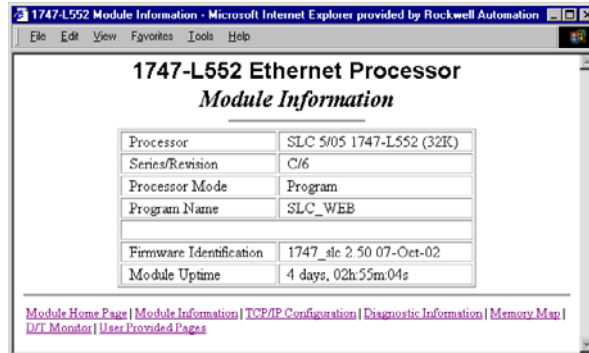 1747-L552 Module Information - Microsoft Internet Explorer provided by Rockwell Automation
File Edit View Favorites Tools Help
1747-L552 Ethernet Processor
Module Information
Processor SLC 5/05 1747-L552 (32K)
Series/Revision C/6
Processor Mode Program
Program Name SLC_WEB
Firmware Identification 1747_slc 2.50 07-Oct-02
Module Uptime 4 days, 02h:55m:04s
Module Home Page | Module Information | TCP/IP Configuration | Diagnostic Information | Memory Map |
D/T Monitor | User Provided Pages